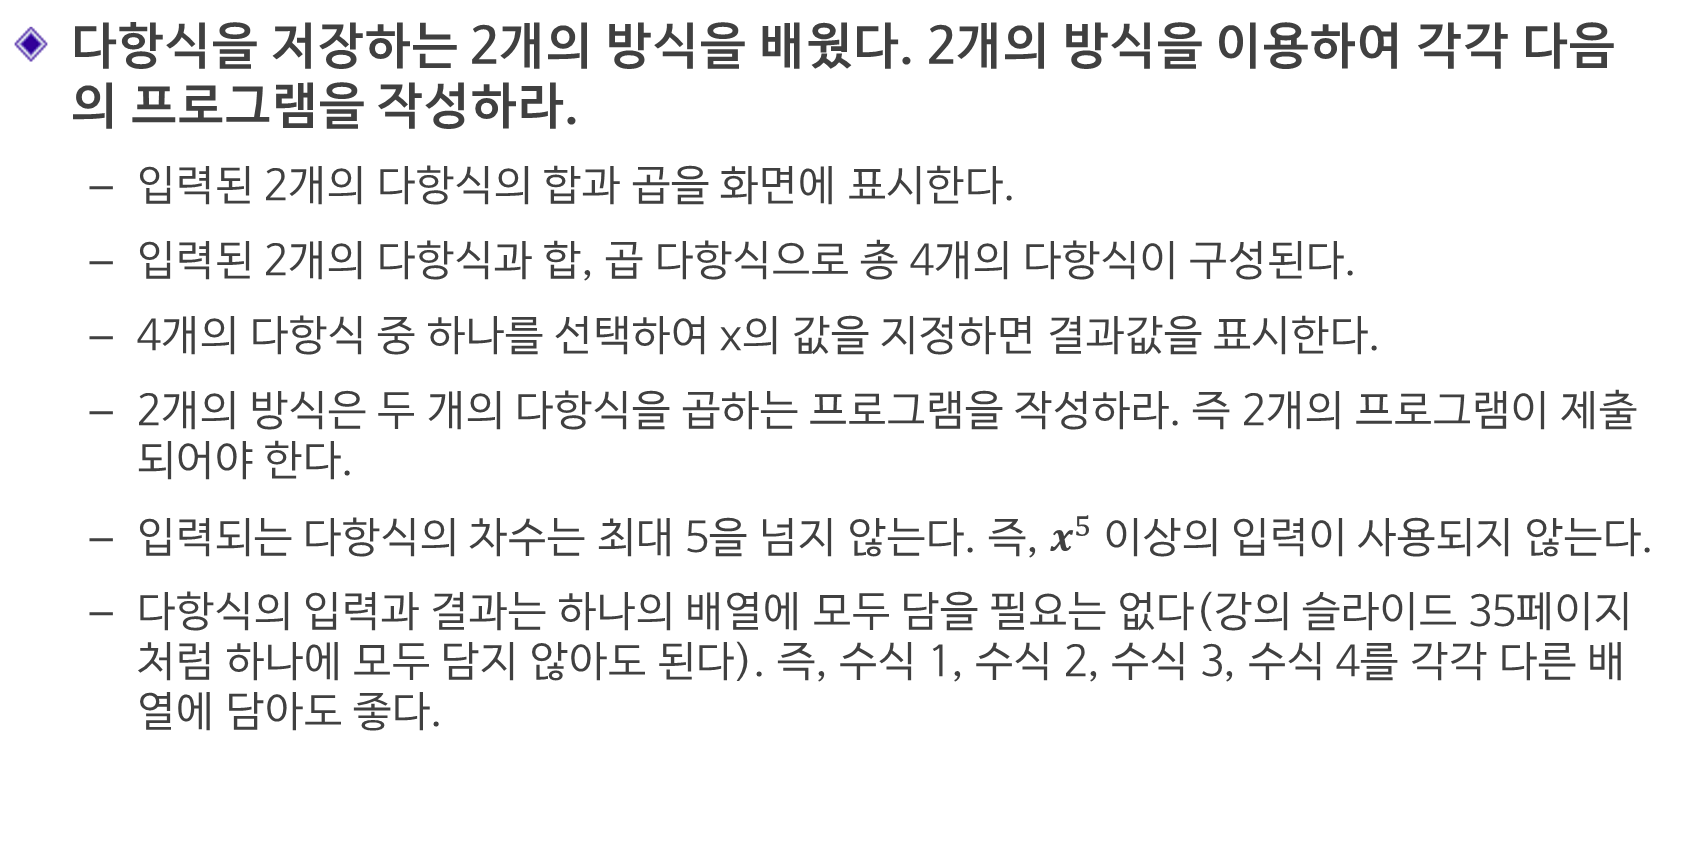 다항식을 저장하는 2개의 방식을 배웠다. 2개의 방식을 이용하여 각각 다음
의 프로그램을 작성하라.
– 입력된 2개의 다항식의 합과 곱을 화면에 표시한다.
– 입력된 2개의 다항식과 합, 곱 다항식으로 총 4개의 다항식이 구성된다.
– 4개의 다항식 중 하나를 선택하여 x의 값을 지정하면 결과값을 표시한다.
– 2개의 방식은 두 개의 다항식을 곱하는 프로그램을 작성하라. 즉 2개의 프로그램이 제출
되어야 한다.
– 입력되는 다항식의 차수는 최대 5을 넘지 않는다. 즉, x⁵ 이상의 입력이 사용되지 않는다.
– 다항식의 입력과 결과는 하나의 배열에 모두 담을 필요는 없다(강의 슬라이드 35페이지
처럼 하나에 모두 담지 않아도 된다). 즉, 수식 1, 수식 2, 수식 3, 수식 4를 각각 다른 배
열에 담아도 좋다.